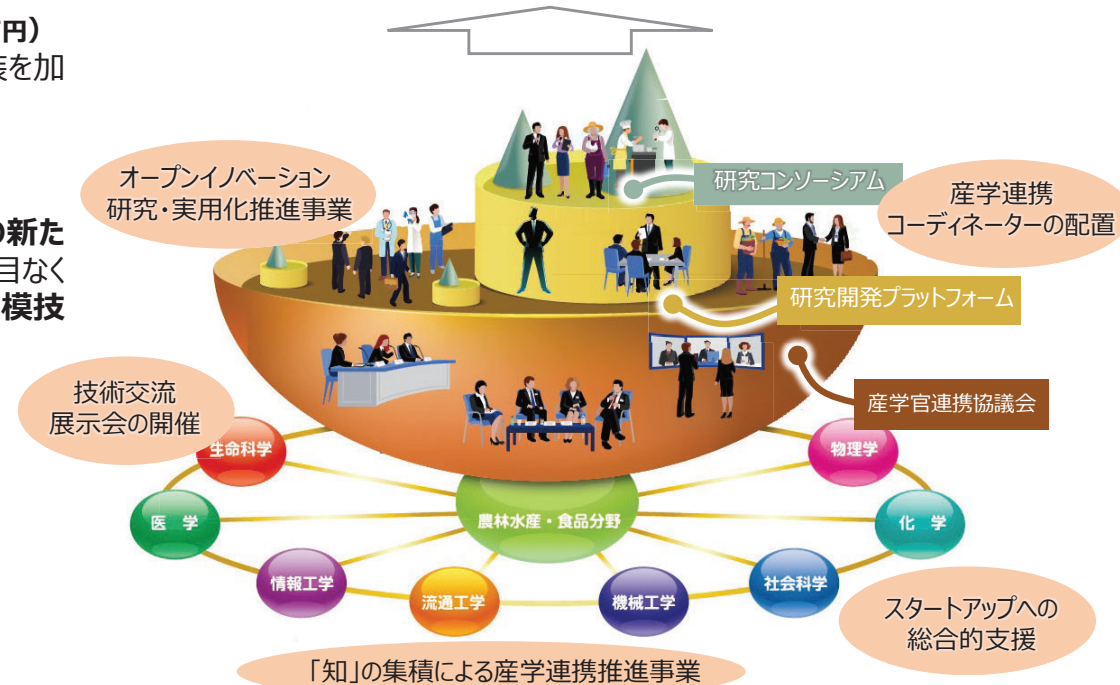 円）
装を加
の新た
目なく
模技
オープンイノベーション
研究・実用化推進事業
研究コンソーシアム
産学連携
コーディネーターの配置
研究開発プラットフォーム
産学官連携協議会
技術交流
展示会の開催
生命科学
物理学
医　学
農林水産・食品分野
化　学
情報工学
流通工学
機械工学
社会科学
スタートアップへの
総合的支援
「知」の集積による産学連携推進事業